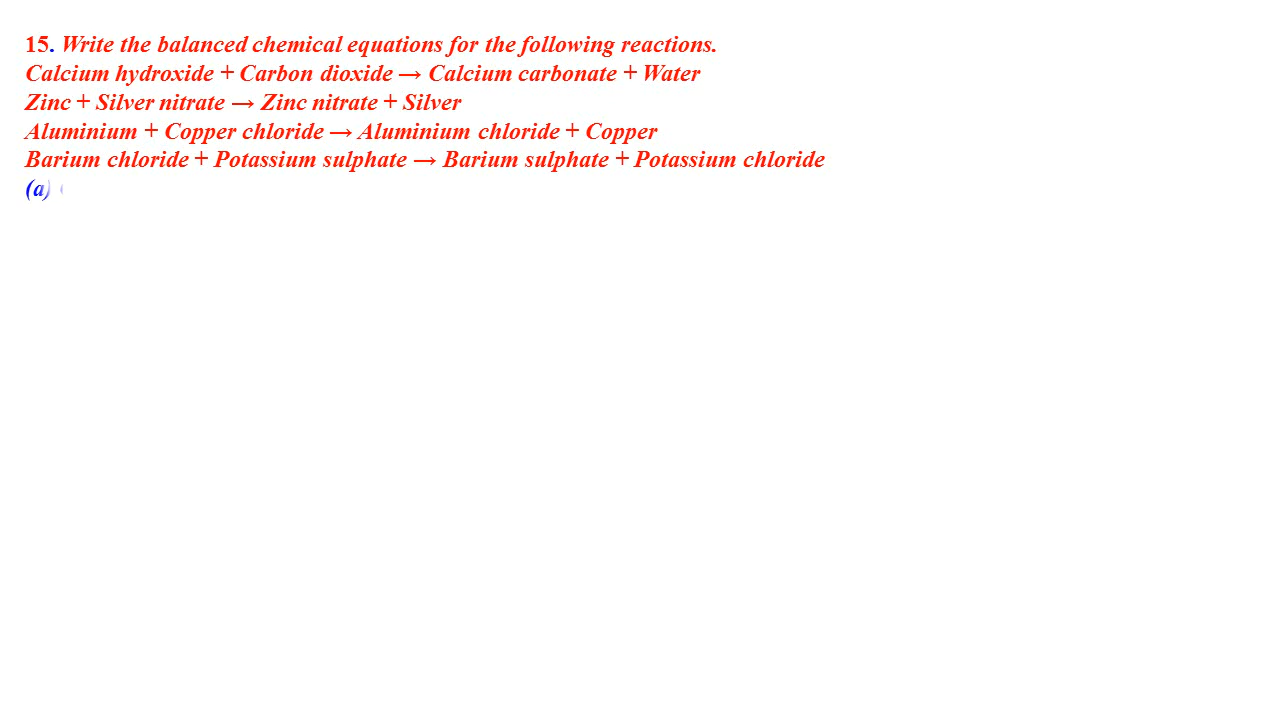 15. Write the balanced chemical equations for the following reactions.
Calcium hydroxide + Carbon dioxide → Calcium carbonate + Water
Zinc + Silver nitrate → Zinc nitrate + Silver
Aluminium + Copper chloride → Aluminium chloride + Copper
Barium chloride + Potassium sulphate → Barium sulphate + Potassium chloride
(a)